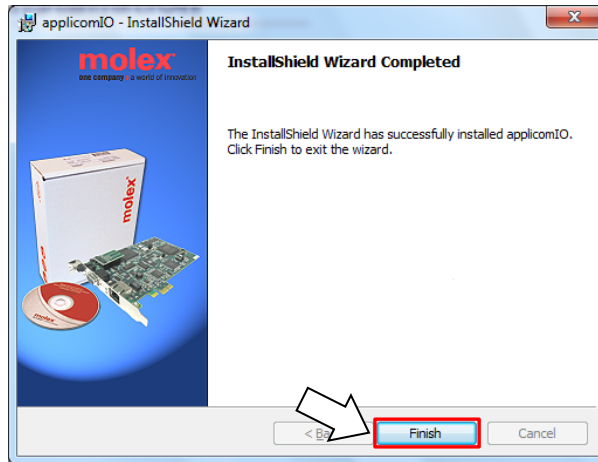 applicomIO - InstallShield Wizard
molex
one company › a world of innovation
InstallShield Wizard Completed
The InstallShield Wizard has successfully installed applicomIO.
Click Finish to exit the wizard.
molex
molex
Finish
Cancel